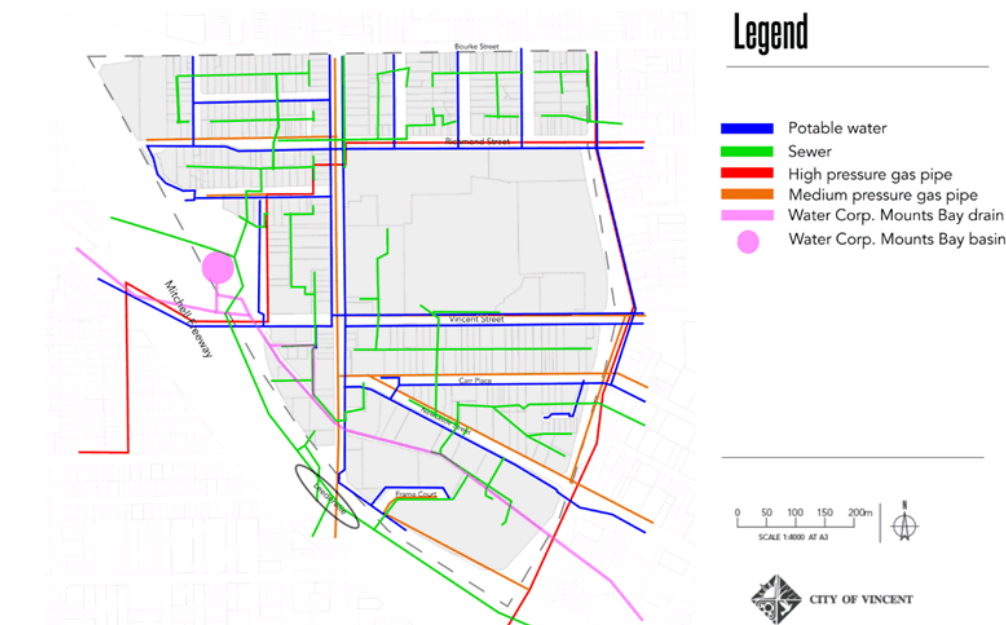 Legend
Bourke Street
Potable water
Richmond Street
Sewer
High pressure gas pipe
Medium pressure gas pipe
Water Corp. Mounts Bay drain
Water Corp. Mounts Bay basin
Mitchell Freeway
Vincent Street
Carr Place
Newcastle Street
Frame Court
0 50 100 150 200m
N
SCALE 1:4000 AT A3
CITY OF VINCENT